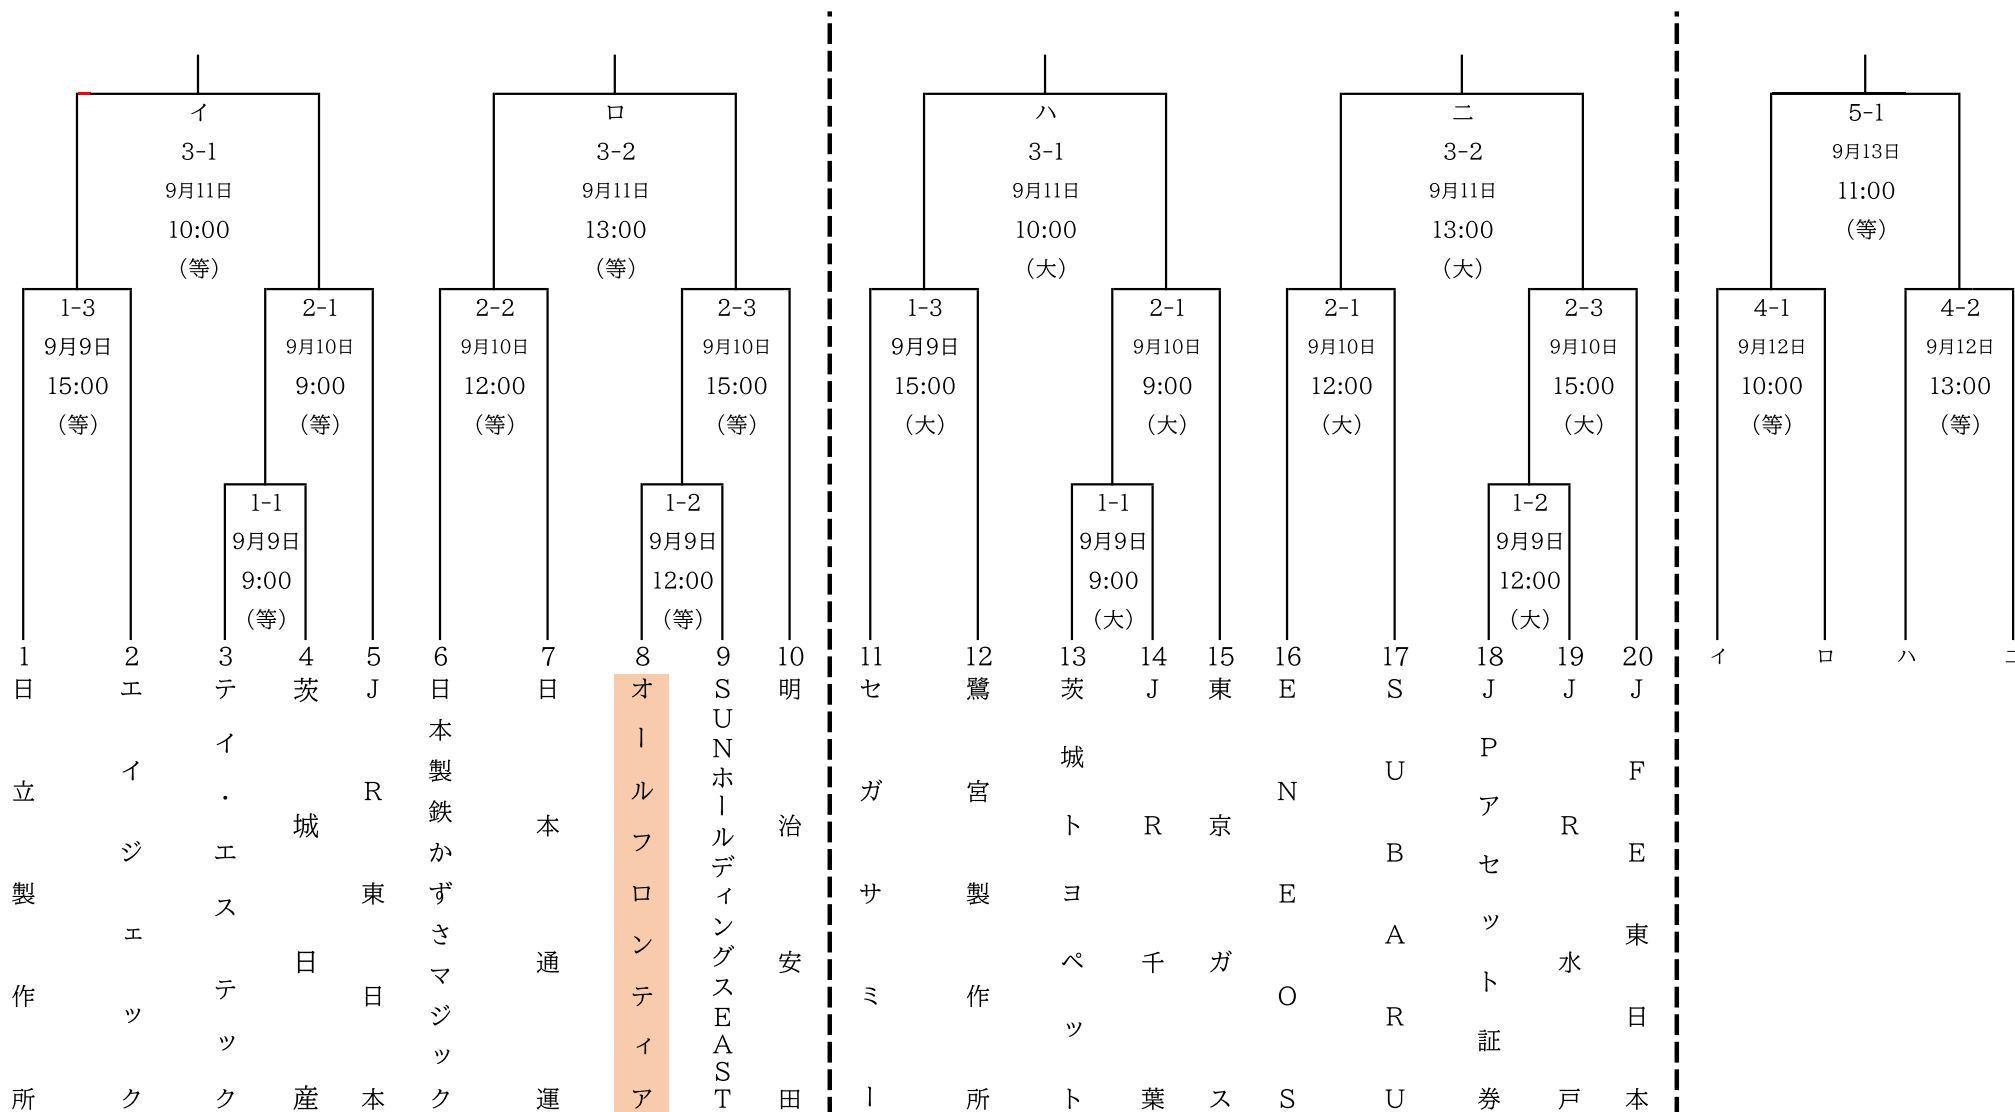 イ
3-1
9月11日
10:00
（等）
ロ
3-2
9月11日
13:00
（等）
ハ
3-1
9月11日
10:00
（大）
ニ
3-2
9月11日
13:00
（大）
5-1
9月13日
11:00
（等）
1-3
9月9日
15:00
（等）
2-1
9月10日
9:00
（等）
2-2
9月10日
12:00
（等）
2-3
9月10日
15:00
（等）
1-3
9月9日
15:00
（大）
2-1
9月10日
9:00
（大）
2-1
9月10日
12:00
（大）
2-3
9月10日
15:00
（大）
4-1
9月12日
10:00
（等）
4-2
9月12日
13:00
（等）
1-1
9月9日
9:00
（等）
1-2
9月9日
12:00
（等）
1-1
9月9日
9:00
（大）
1-2
9月9日
12:00
（大）
1
日立製作所
2
エイジェック
3
テイ・エステック
4
茨城日産
5
JR東日本
6
日本製鉄かずさマジック
7
日本通運
8
オールフロンティア
9
SUNホールディングスEAST
10
明治安田
11
セガサミー
12
鷺宮製作所
13
茨城トヨペット
14
JR千葉
15
東京ガス
16
ENEOS
17
SUBARU
18
JPアセット証券
19
JR水戸
20
JFE東日本
イ
ロ
ハ
ニ